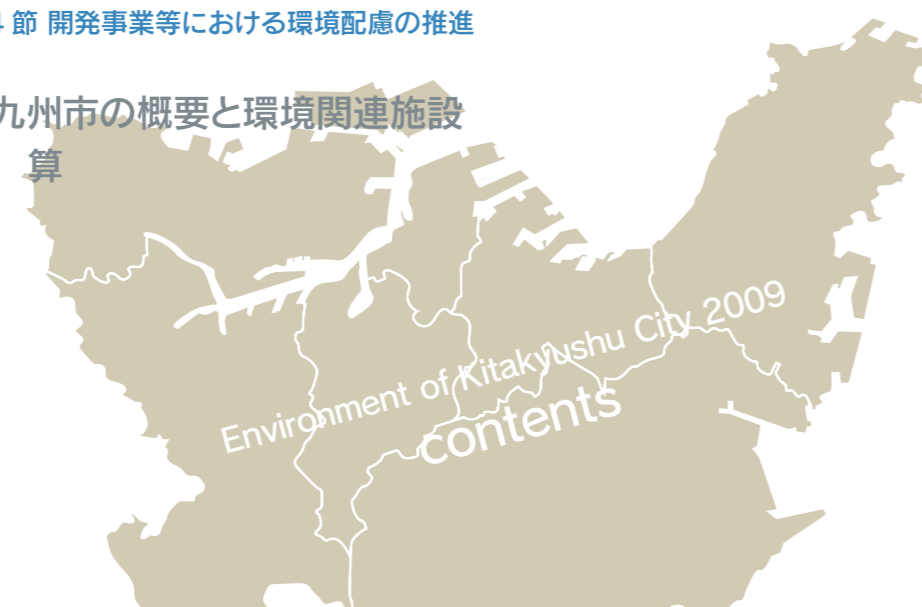 節 開発事業等における環境配慮の推進
九州市の概要と環境関連施設
算
Environment of Kitakyushu City 2009
contents